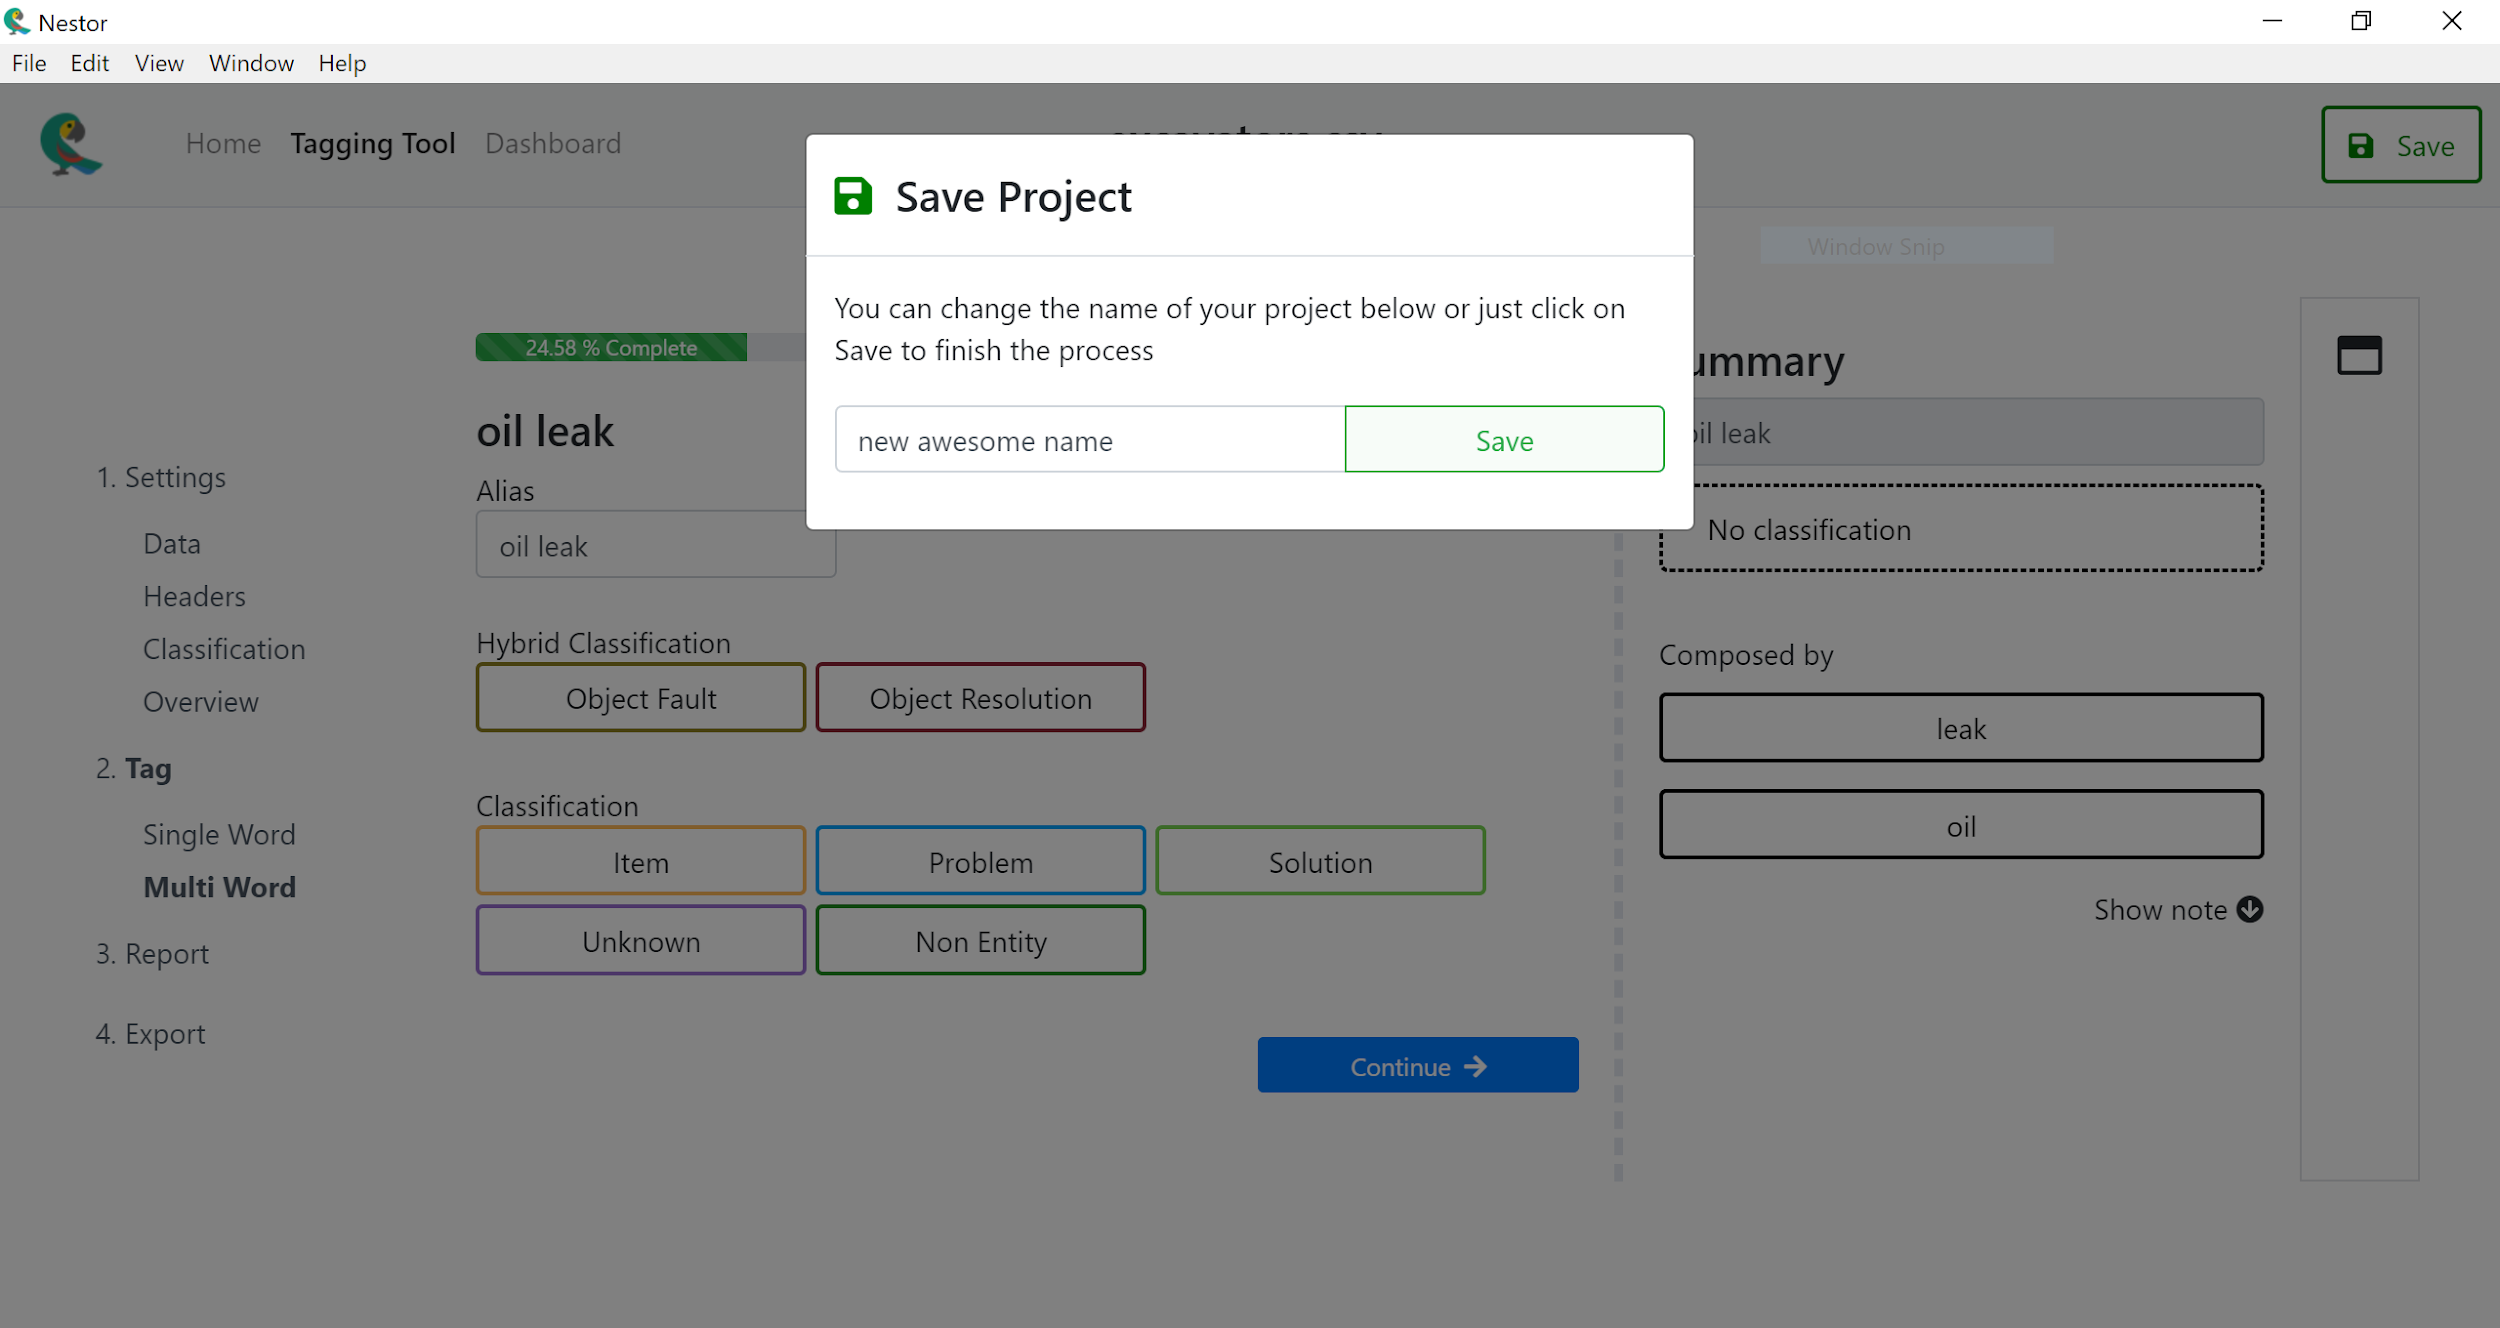 Nestor
File Edit View Window Help
Home Tagging Tool Dashboard
Save
Save Project
Window Snip
You can change the name of your project below or just click on
Save to finish the process
new awesome name
Save
24.58 % Complete
oil leak
Alias
oil leak
Hybrid Classification
Object Fault
Object Resolution
Classification
Item
Problem
Solution
Unknown
Non Entity
Continue
1. Settings
Data
Headers
Classification
Overview
2. Tag
Single Word
Multi Word
3. Report
4. Export
ummary
oil leak
No classification
Composed by
leak
oil
Show note